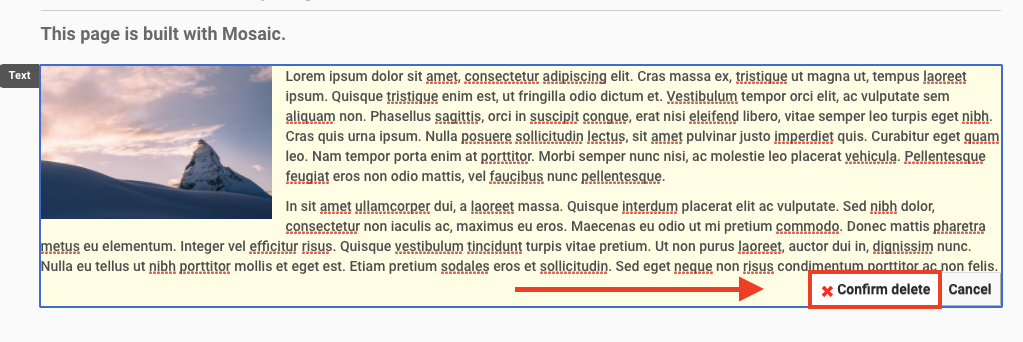 This page is built with Mosaic.
Text
Lorem ipsum dolor sit amet, consectetur adipiscing elit. Cras massa ex, tristique ut magna ut, tempus laoreet
ipsum. Quisque tristique enim est, ut fringilla odio dictum et. Vestibulum tempor orci elit, ac vulputate sem
aliquam non. Phasellus sagittis, orci in suscipit congue, erat nisi eleifend libero, vitae semper leo turpis eget nibh.
Cras quis urna ipsum. Nulla posuere sollicitudin lectus, sit amet pulvinar justo imperdiet quis. Curabitur eget quam
leo. Nam tempor porta enim at porttitor. Morbi semper nunc nisi, ac molestie leo placerat vehicula. Pellentesque
feugiat eros non odio mattis, vel faucibus nunc pellentesque.
In sit amet ullamcorper dui, a laoreet massa. Quisque interdum placerat elit ac vulputate. Sed nibh dolor,
consectetur non iaculis ac, maximus eu eros. Maecenas eu odio ut mi pretium commodo. Donec mattis pharetra
metus eu elementum. Integer vel efficitur risus. Quisque vestibulum tincidunt turpis vitae pretium. Ut non purus laoreet, auctor dui in, dignissim nunc.
Nulla eu tellus ut nibh porttitor mollis et eget est. Etiam pretium sodales eros et sollicitudin. Sed eget neque non risus condimentum porttitor ac non felis.
Confirm delete Cancel